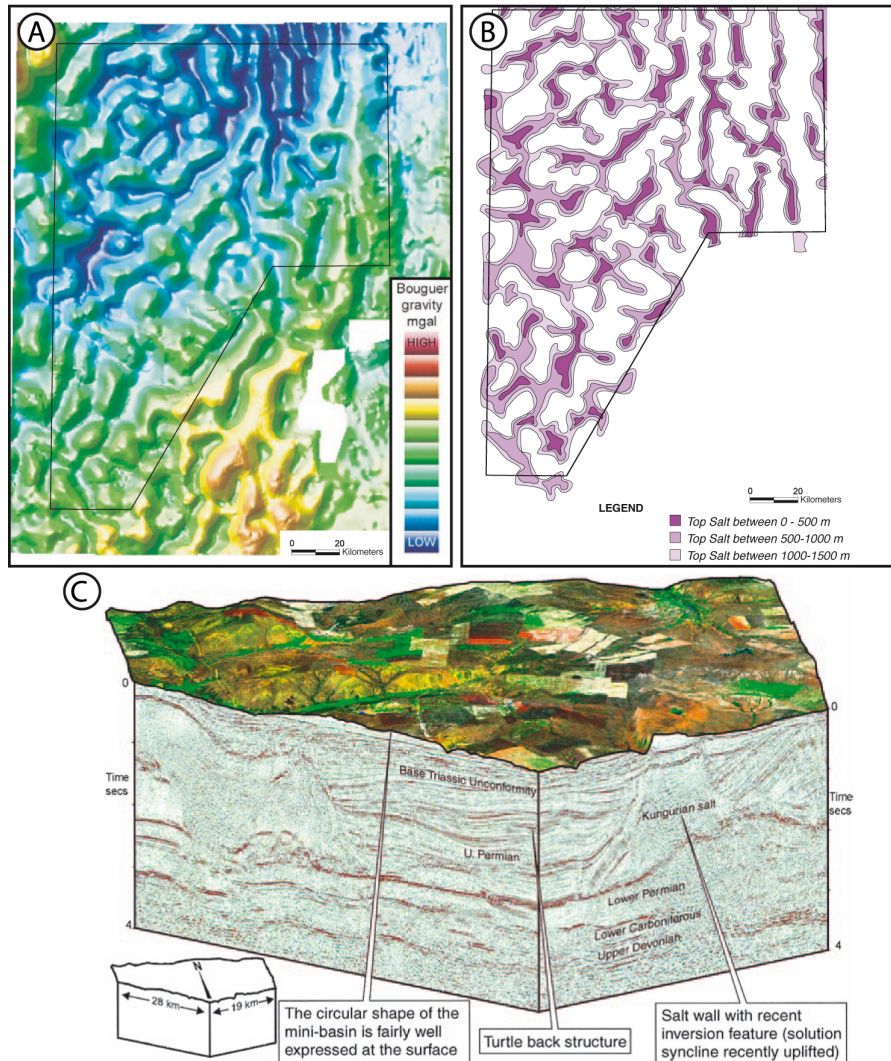 A
Bouguer
gravity
mgal
HIGH
LOW
0 20
Kilometers
B
0 20
Kilometers
LEGEND
Top Salt between 0 - 500 m
Top Salt between 500-1000 m
Top Salt between 1000-1500 m
C
0
0
Time
secs
Time
secs
4
4
Base Triassic Unconformity
Kungurian salt
U. Permian
Lower Permian
Lower Carboniferous
Upper Devonian
N
28 km
19 km
The circular shape of the
mini-basin is fairly well
expressed at the surface
Turtle back structure
Salt wall with recent
inversion feature (solution
syncline recently uplifted)